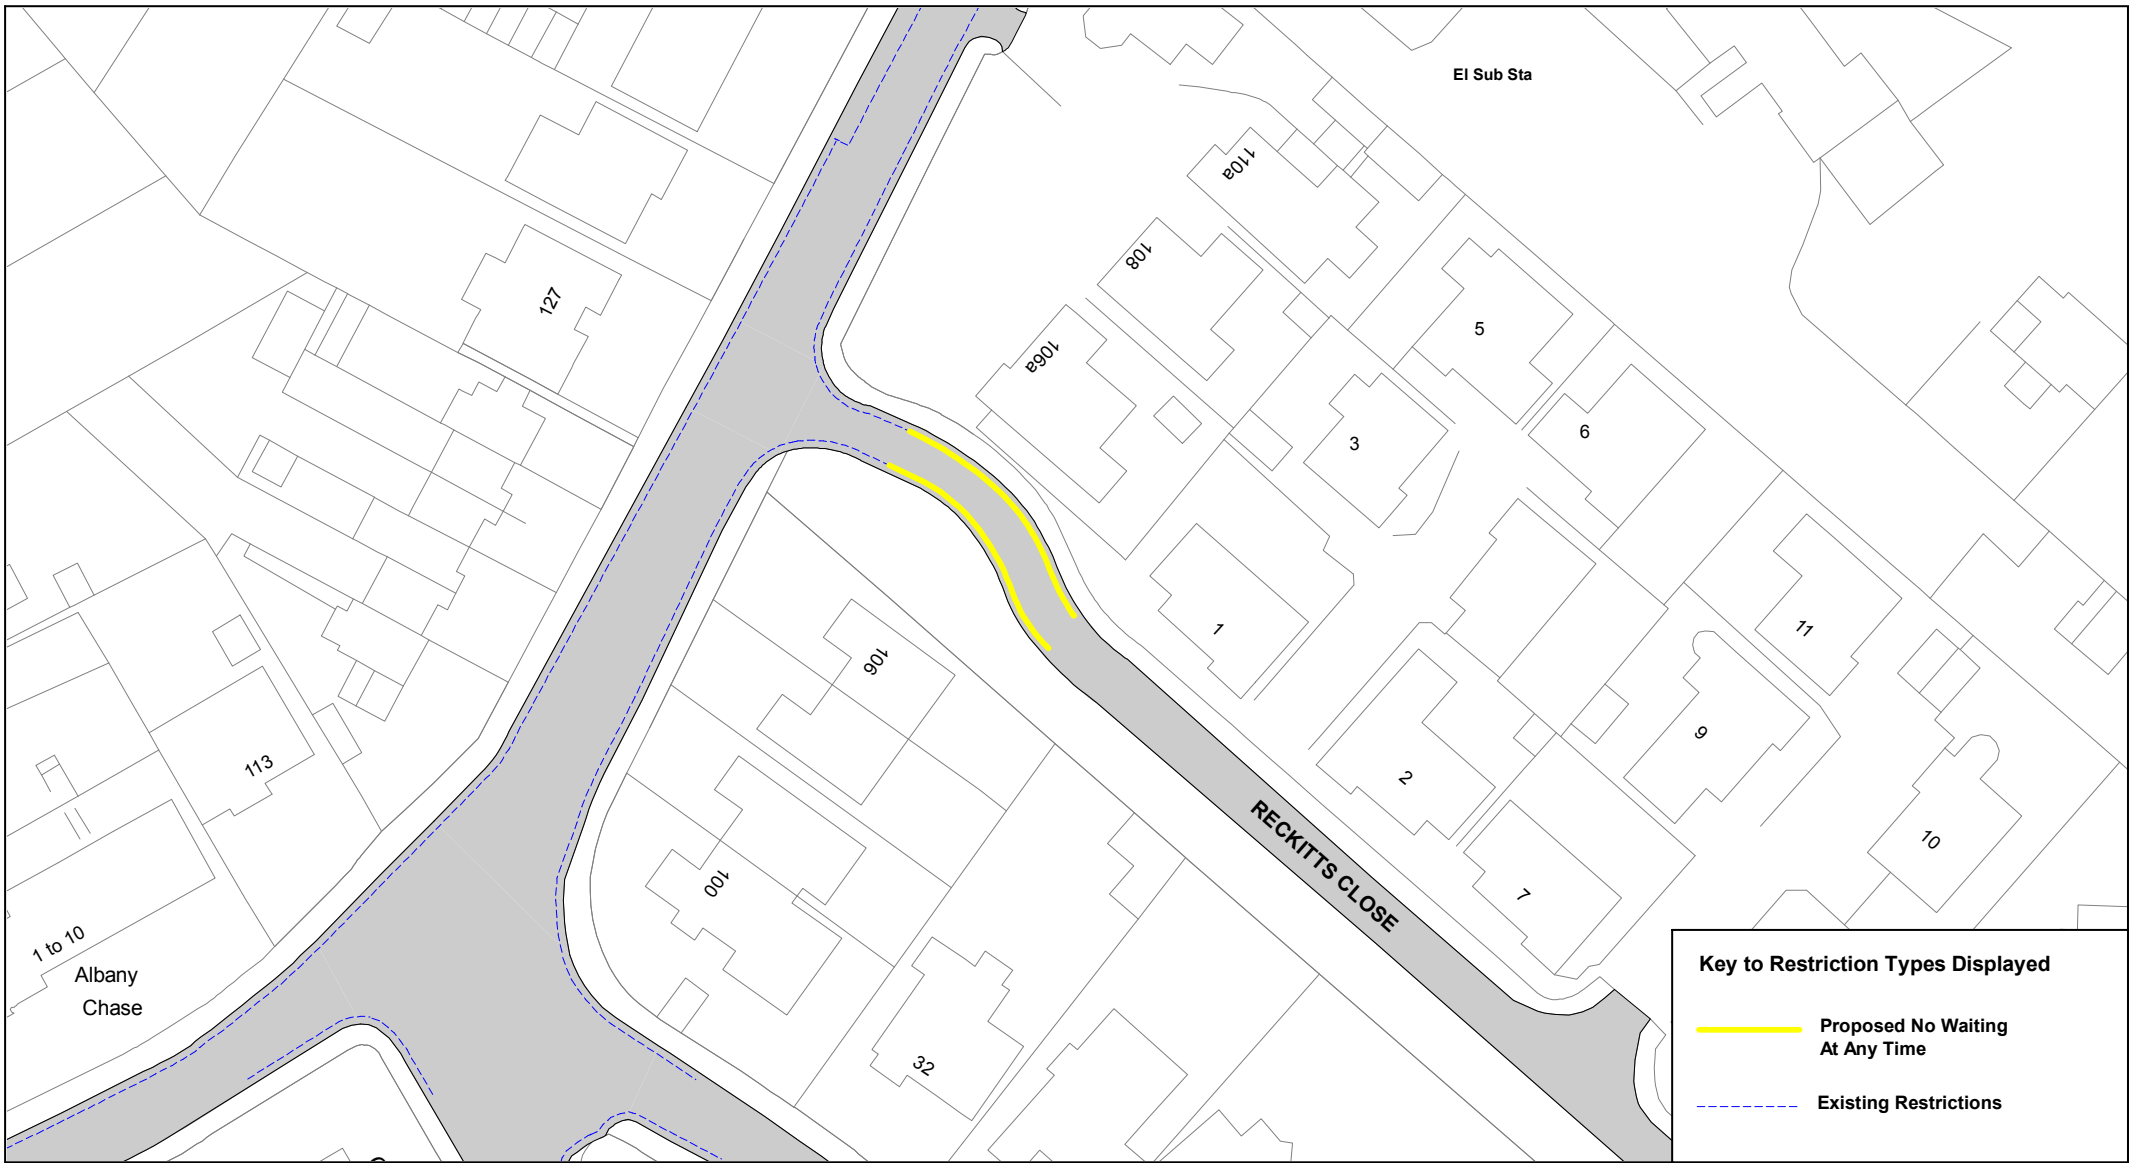 El Sub Sta
110a
108
127
106a
5
6
3
1
11
106
2
9
113
10
RECKITTS CLOSE
100
7
1 to 10
Albany
Chase
32
Key to Restriction Types Displayed
Proposed No Waiting
At Any Time
Existing Restrictions